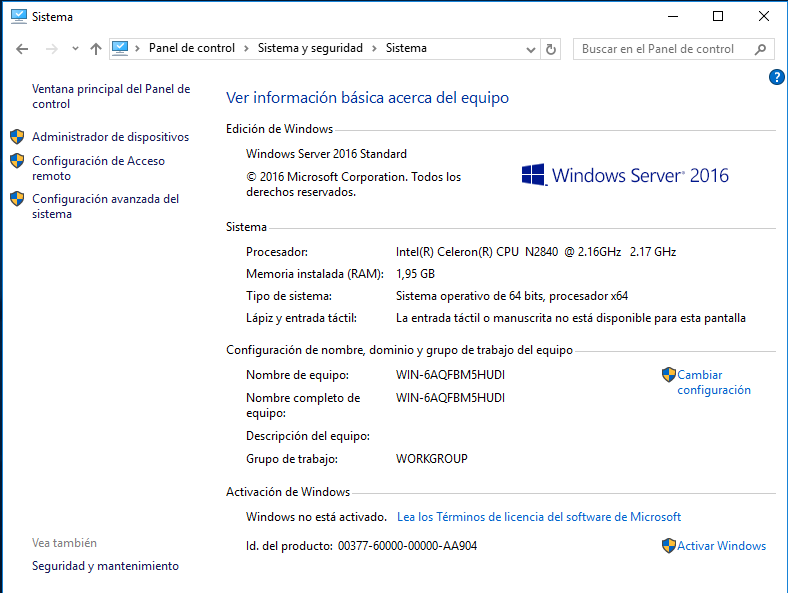 Sistema
Panel de control > Sistema y seguridad > Sistema
Buscar en el Panel de control
?
Ventana principal del Panel de
control
Administrador de dispositivos
Configuración de Acceso
remoto
Configuración avanzada del
sistema
Ver información básica acerca del equipo
Edición de Windows
Windows Server 2016 Standard
© 2016 Microsoft Corporation. Todos los
derechos reservados.
Windows Server® 2016
Sistema
Procesador: Intel(R) Celeron(R) CPU N2840 @ 2.16GHz 2.17 GHz
Memoria instalada (RAM): 1,95 GB
Tipo de sistema: Sistema operativo de 64 bits, procesador x64
Lápiz y entrada táctil: La entrada táctil o manuscrita no está disponible para esta pantalla
Configuración de nombre, dominio y grupo de trabajo del equipo
Nombre de equipo: WIN-6AQFBM5HUDI
Cambiar
configuración
Nombre completo de
equipo: WIN-6AQFBM5HUDI
Descripción del equipo:
Grupo de trabajo: WORKGROUP
Activación de Windows
Windows no está activado. Lea los Términos de licencia del software de Microsoft
Id. del producto: 00377-60000-00000-AA904
Activar Windows
Vea también
Seguridad y mantenimiento